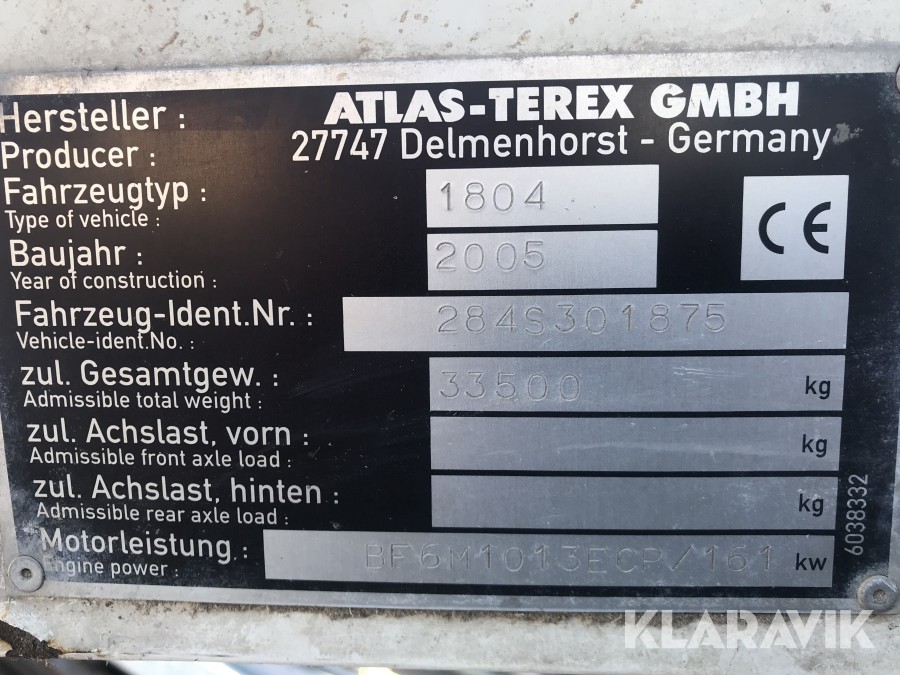 Hersteller :
Producer :
ATLAS-TEREX GMBH
27747 Delmenhorst - Germany
Fahrzeugtyp :
Type of vehicle :
1804
CE
Baujahr :
Year of construction :
2005
Fahrzeug-Ident.Nr. :
Vehicle-ident.No. :
284S301875
zul. Gesamtgew. :
Admissible total weight :
33500 kg
zul. Achslast, vorn :
Admissible front axle load :
kg
zul. Achslast, hinten :
Admissible rear axle load :
kg
Motorleistung :
Engine power :
BF6M1013ECP/161 kw
6038332
KLARAVIK